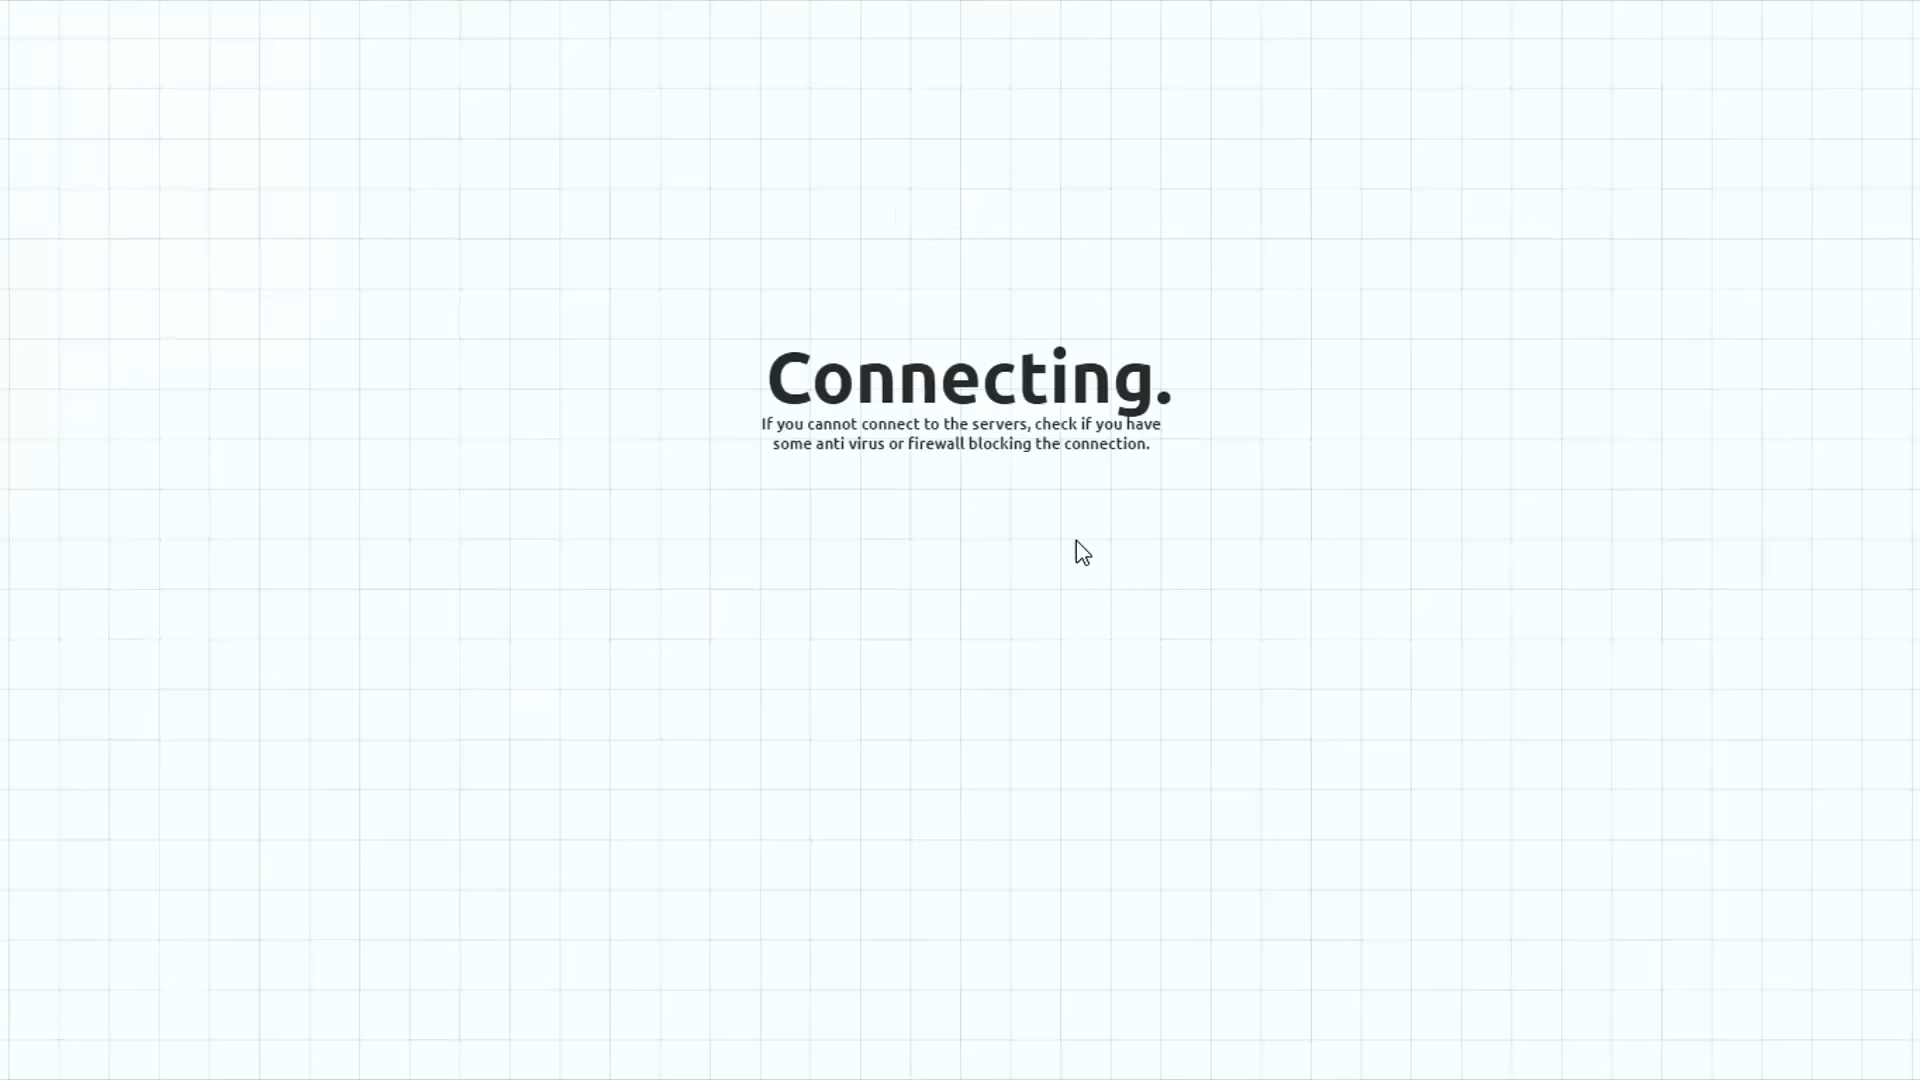 Connecting.
If you cannot connect to the servers, check if you have
some anti virus or firewall blocking the connection.